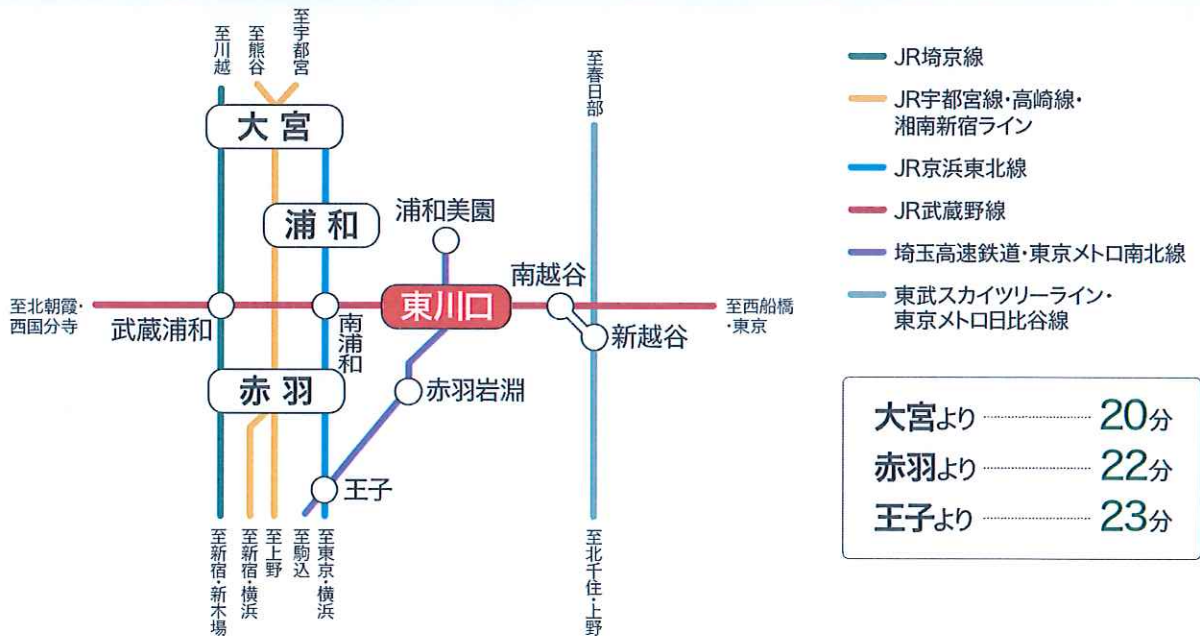 至川越
至熊谷
至宇都宮
大宮
浦和
浦和美園
至春日部
至北朝霞・
西国分寺
武蔵浦和
南浦和
東川口
南越谷
新越谷
至西船橋
・東京
赤羽
赤羽岩淵
王子
至新宿・新木場
至新宿・横浜
至上野
至駒込
至東京・横浜
至北千住・上野
JR埼京線
JR宇都宮線・高崎線・
湘南新宿ライン
JR京浜東北線
JR武蔵野線
埼玉高速鉄道・東京メトロ南北線
東武スカイツリーライン・
東京メトロ日比谷線
大宮より 20分
赤羽より 22分
王子より 23分